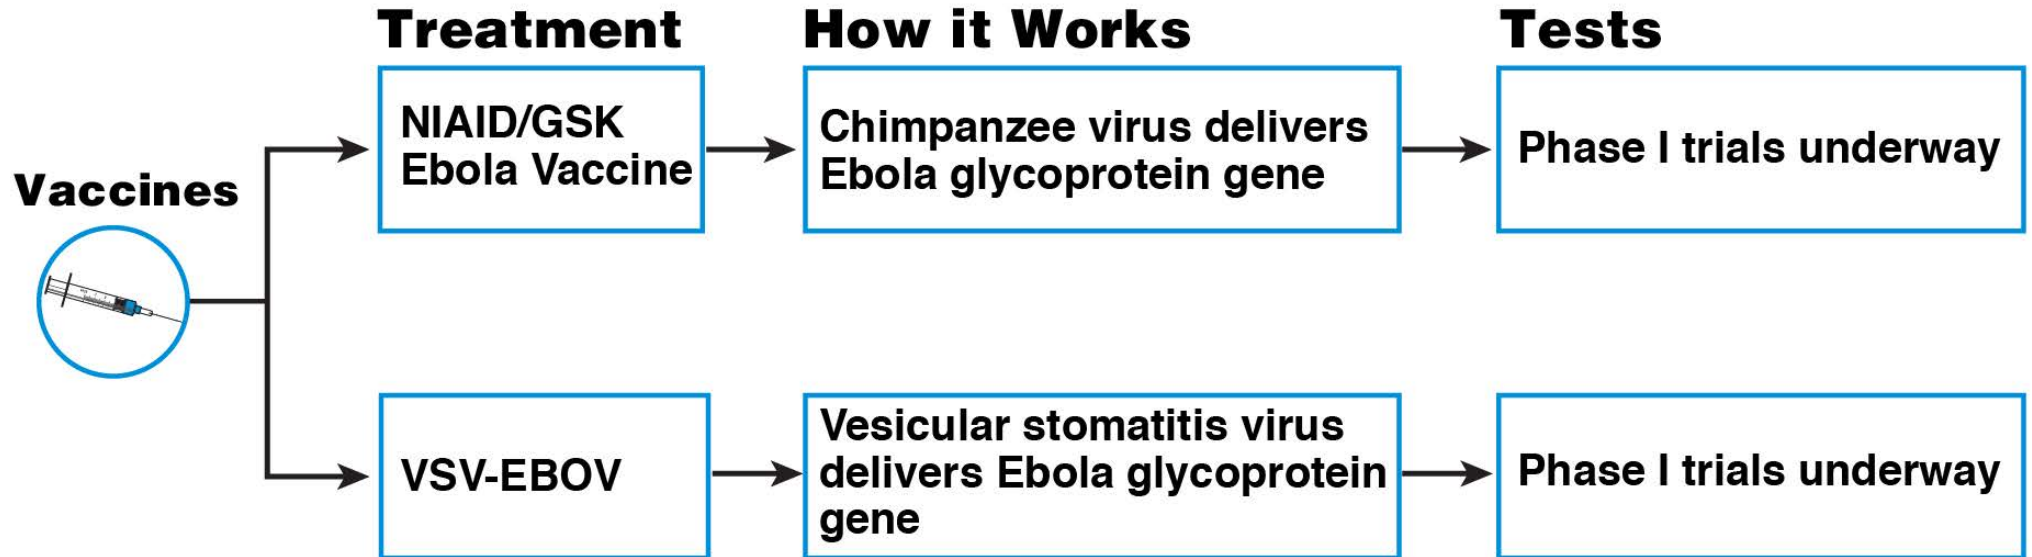 Treatment
How it Works
Tests
Vaccines
NIAID/GSK
Ebola Vaccine
Chimpanzee virus delivers
Ebola glycoprotein gene
Phase I trials underway
VSV-EBOV
Vesicular stomatitis virus
delivers Ebola glycoprotein
gene
Phase I trials underway